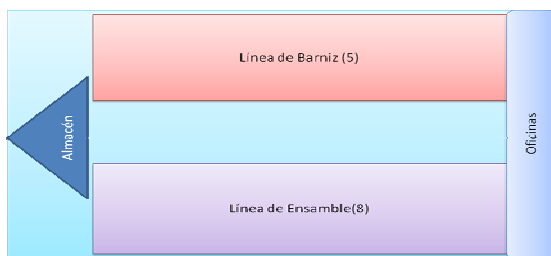 Línea de Barniz (5)
Almacén
Oficinas
Línea de Ensamble(8)